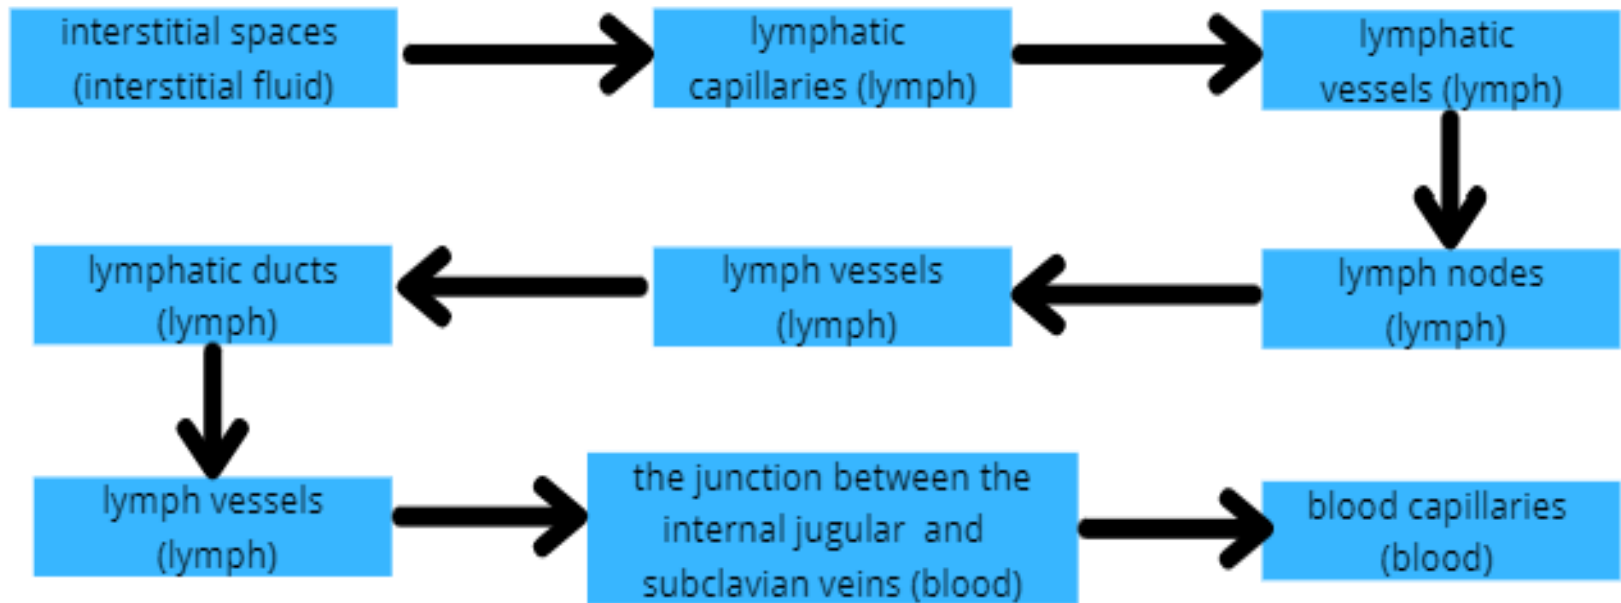 interstitial spaces
(interstitial fluid)
lymphatic
capillaries (lymph)
lymphatic
vessels (lymph)
lymph nodes
(lymph)
lymph vessels
(lymph)
lymphatic ducts
(lymph)
lymph vessels
(lymph)
the junction between the
internal jugular and
subclavian veins (blood)
blood capillaries
(blood)